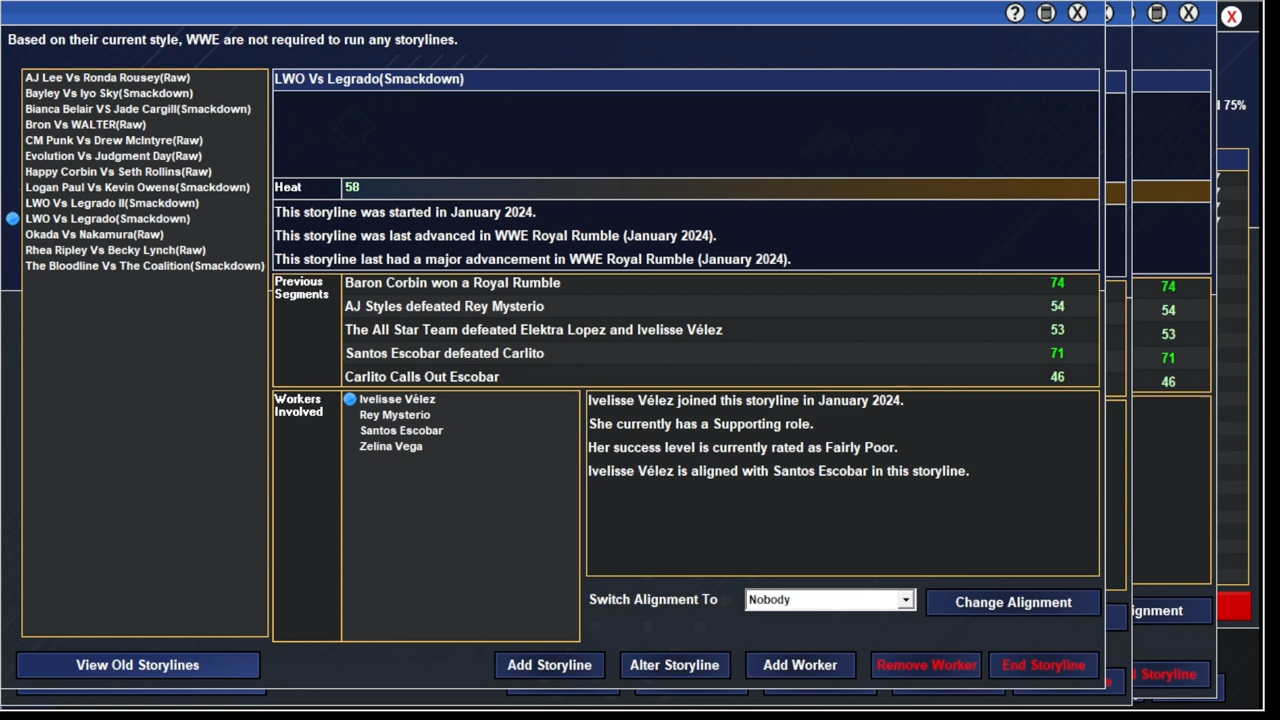 ? X X X
Based on their current style, WWE are not required to run any storylines.
AJ Lee Vs Ronda Rousey(Raw)
Bayley Vs Iyo Sky(Smackdown)
Bianca Belair VS Jade Cargill(Smackdown)
Bron Vs WALTER(Raw)
CM Punk Vs Drew McIntyre(Raw)
Evolution Vs Judgment Day(Raw)
Happy Corbin Vs Seth Rollins(Raw)
Logan Paul Vs Kevin Owens(Smackdown)
LWO Vs Legrado II(Smackdown)
LWO Vs Legrado(Smackdown)
Okada Vs Nakamura(Raw)
Rhea Ripley Vs Becky Lynch(Raw)
The Bloodline Vs The Coalition(Smackdown)
LWO Vs Legrado(Smackdown)
75%
Heat 58
This storyline was started in January 2024.
This storyline was last advanced in WWE Royal Rumble (January 2024).
This storyline last had a major advancement in WWE Royal Rumble (January 2024).
Previous Segments
Baron Corbin won a Royal Rumble 74 74
AJ Styles defeated Rey Mysterio 54 54
The All Star Team defeated Elektra Lopez and Ivelisse Vélez 53 53
Santos Escobar defeated Carlito 71 71
Carlito Calls Out Escobar 46 46
Workers Involved
Ivelisse Vélez
Rey Mysterio
Santos Escobar
Zelina Vega
Ivelisse Vélez joined this storyline in January 2024.
She currently has a Supporting role.
Her success level is currently rated as Fairly Poor.
Ivelisse Vélez is aligned with Santos Escobar in this storyline.
Switch Alignment To Nobody Change Alignment ignment
View Old Storylines Add Storyline Alter Storyline Add Worker Remove Worker End Storyline Storyline